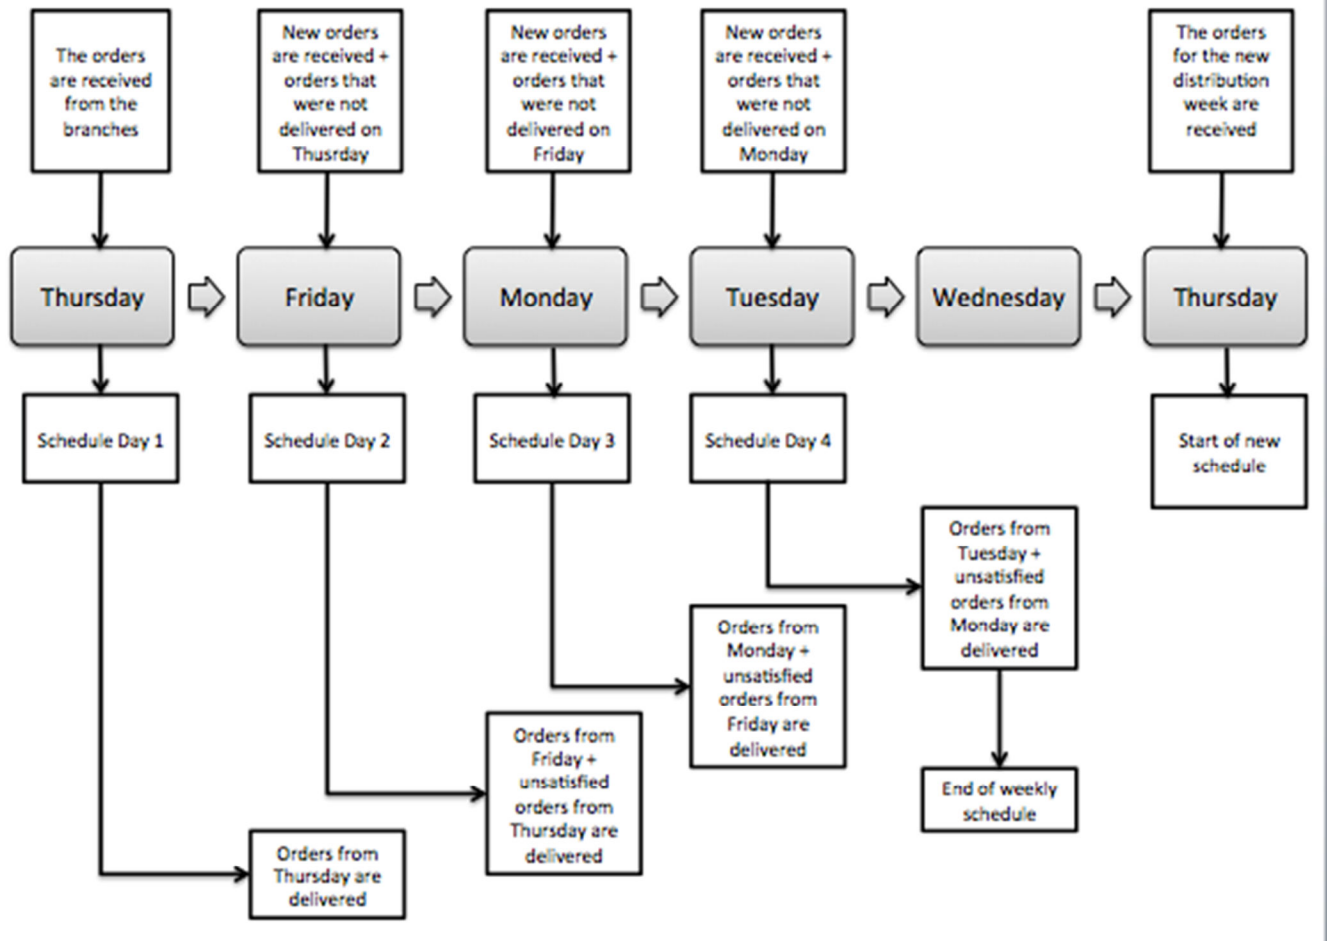 The orders
are received
from the
branches
New orders
are received +
orders that
were not
delivered on
Thusrday
New orders
are received +
orders that
were not
delivered on
Friday
New orders
are received +
orders that
were not
delivered on
Monday
The orders
for the new
distribution
week are
received
Thursday
Friday
Monday
Tuesday
Wednesday
Thursday
Schedule Day 1
Schedule Day 2
Schedule Day 3
Schedule Day 4
Start of new
schedule
Orders from
Tuesday +
unsatisfied
orders from
Monday are
delivered
Orders from
Monday +
unsatisfied
orders from
Friday are
delivered
Orders from
Friday +
unsatisfied
orders from
Thursday are
delivered
End of weekly
schedule
Orders from
Thursday are
delivered